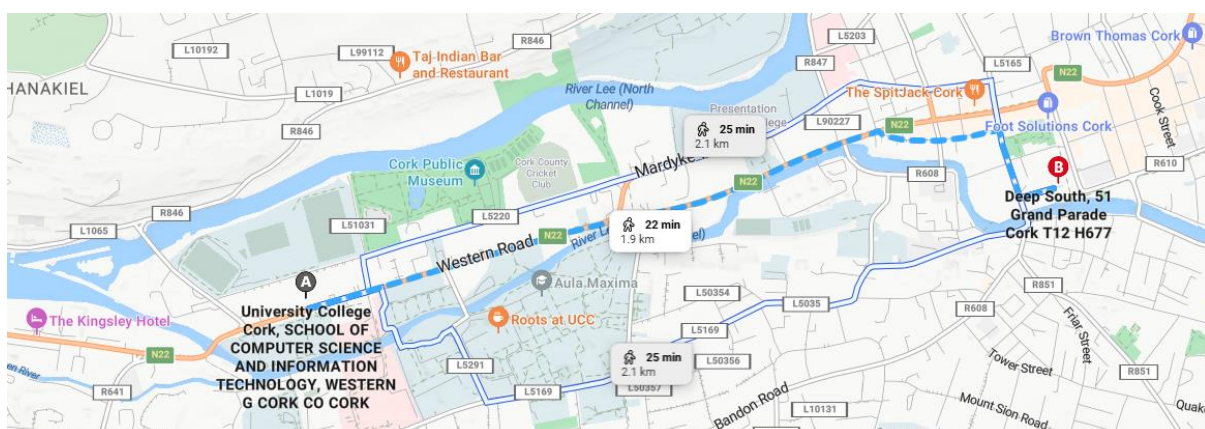 L10192
L99112
R846
Taj Indian Bar
and Restaurant
HANAKIEL
L1019
R846
River Lee (North
Channel)
L5203
R847
L5165
Brown Thomas Cork
N22
The SpitJack Cork
Presentation
25 min
2.1 km
L90227
N22
Foot Solutions Cork
Cook Street
Cork Public
Museum
Cork County
Cricket
Club
Mardyke
N22
R608
R610
B
Deep South, 51
Grand Parade
Cork T12 H677
R846
L1065
L51031
L5220
N22
Western Road
22 min
1.9 km
River Le
el)
A
University College
Cork, SCHOOL OF
COMPUTER SCIENCE
AND INFORMATION
TECHNOLOGY, WESTERN
G CORK CO CORK
Aula Maxima
Roots at UCC
The Kingsley Hotel
N22
R641
en River
L50354
L5035
L5169
25 min
2.1 km
L50356
L50357
L5291
L5169
Bandon Road
L10131
R608
R851
Friar Street
Tower Street
R851
Mount Sion Road
Quak